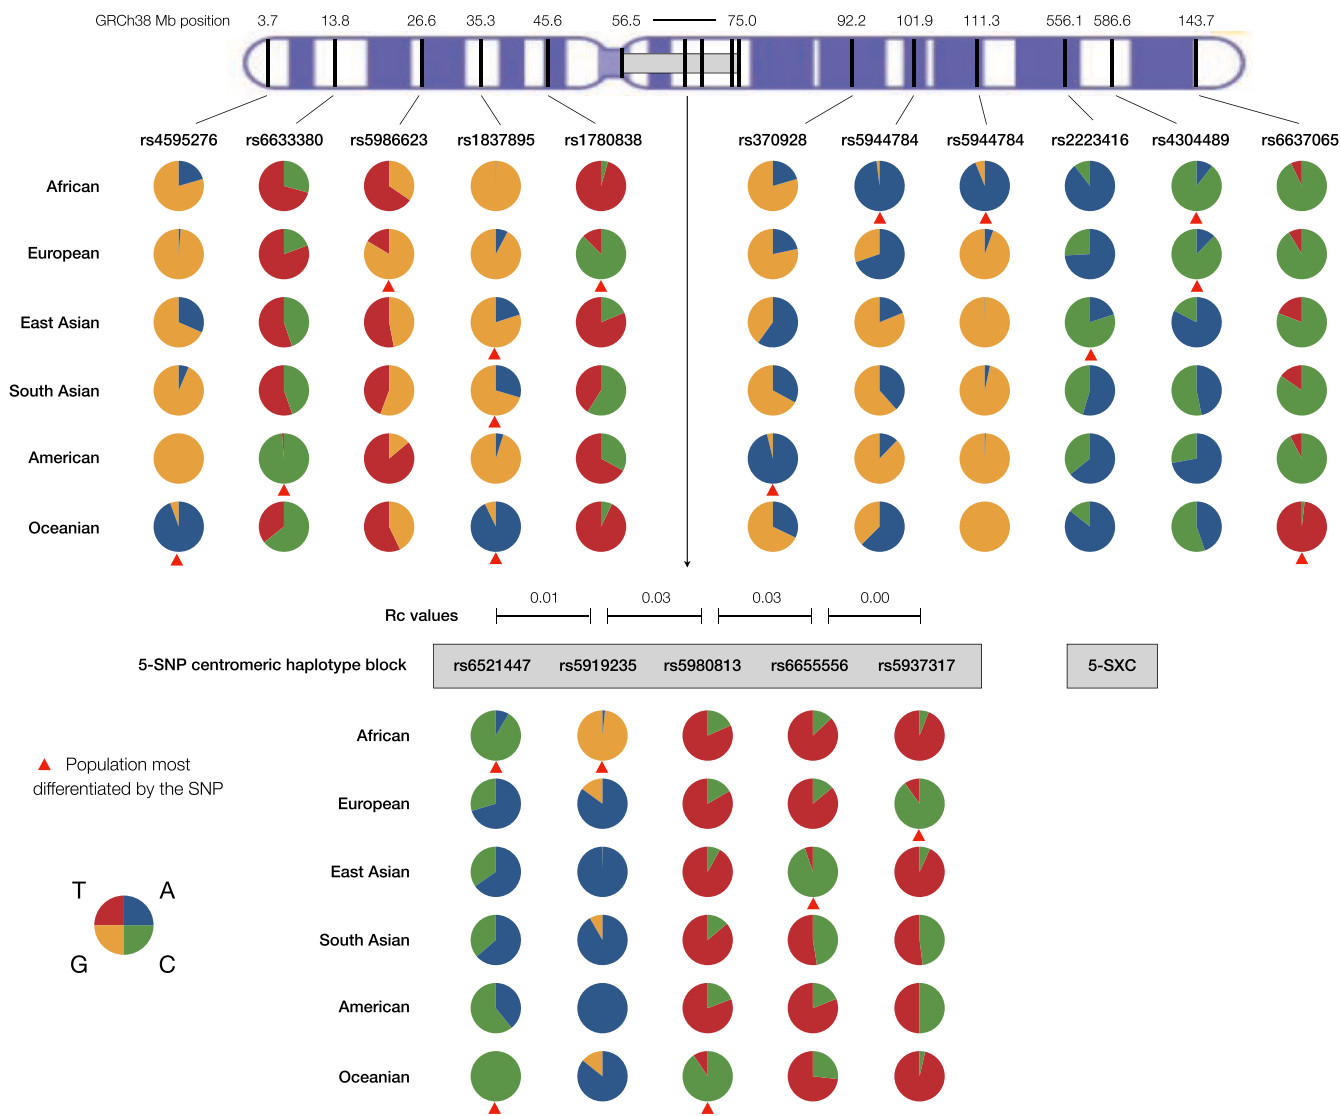 GRCh38 Mb position 3.7 13.8 26.6 35.3 45.6 56.5 75.0 92.2 101.9 111.3 556.1 586.6 143.7
rs4595276 rs6633380 rs5986623 rs1837895 rs1780838 rs370928 rs5944784 rs5944784 rs2223416 rs4304489 rs6637065
African
European
East Asian
South Asian
American
Oceanian
0.01 0.03 0.03 0.00
Rc values
5-SNP centromeric haplotype block rs6521447 rs5919235 rs5980813 rs6655556 rs5937317 5-SXC
African
European
East Asian
South Asian
American
Oceanian
Population most
differentiated by the SNP
T A
G C